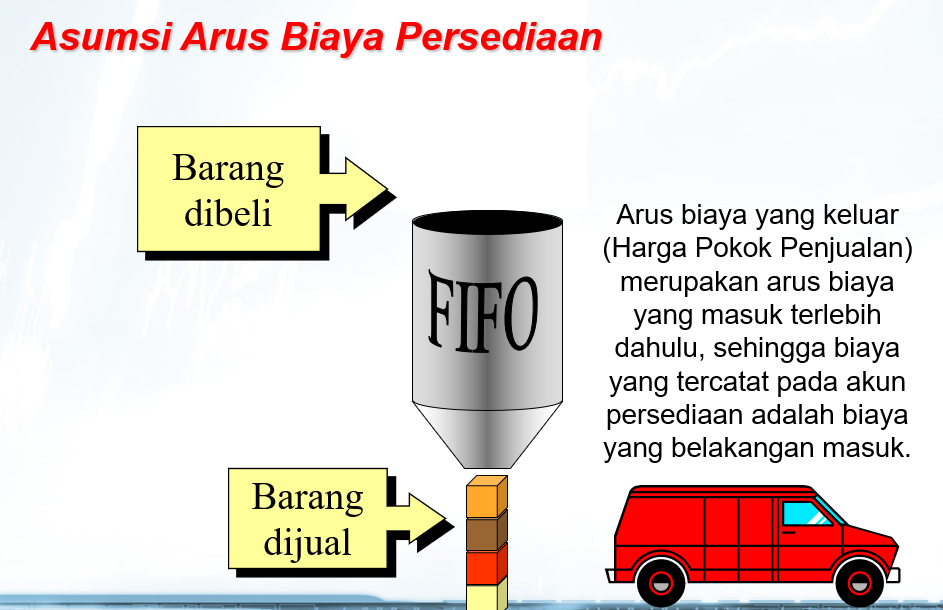 Asumsi Arus Biaya Persediaan
Barang
dibeli
FIFO
Arus biaya yang keluar
(Harga Pokok Penjualan)
merupakan arus biaya
yang masuk terlebih
dahulu, sehingga biaya
yang tercatat pada akun
persediaan adalah biaya
yang belakangan masuk.
Barang
dijual